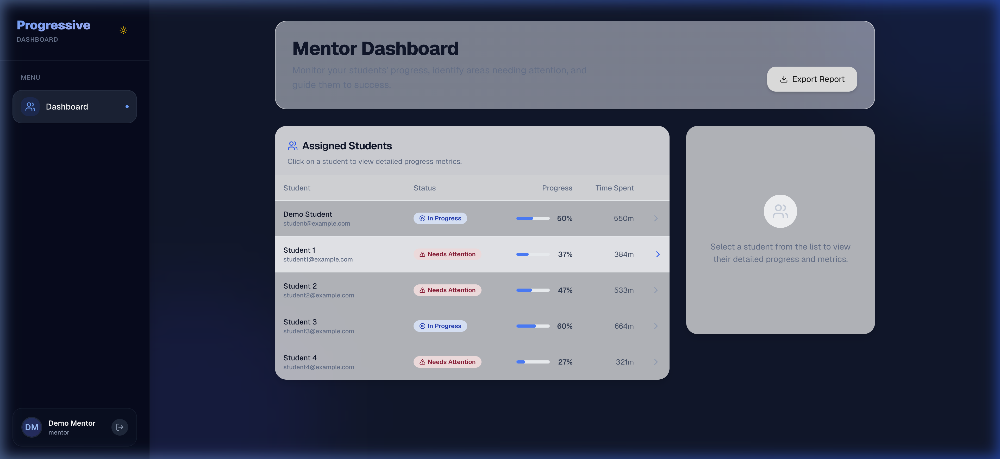 Progressive
DASHBOARD
MENU
Dashboard
DM
Demo Mentor
mentor
Mentor Dashboard
Monitor your students' progress, identify areas needing attention, and
guide them to success.
Export Report
Assigned Students
Click on a student to view detailed progress metrics.
Student Status Progress Time Spent
Demo Student
student@example.com
In Progress 50% 550m
Student 1
student1@example.com
Needs Attention 37% 384m
Student 2
student2@example.com
Needs Attention 47% 533m
Student 3
student3@example.com
In Progress 60% 664m
Student 4
student4@example.com
Needs Attention 27% 321m
Select a student from the list to view
their detailed progress and metrics.